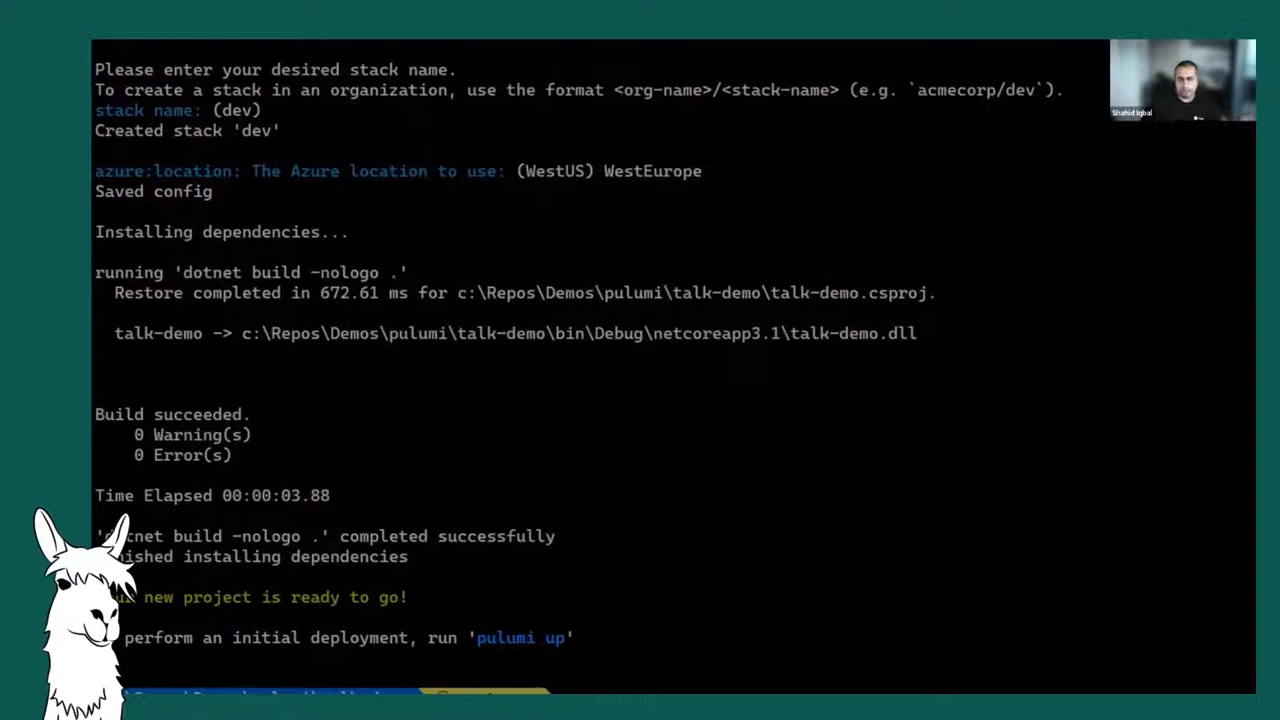 Please enter your desired stack name.
To create a stack in an organization, use the format <org-name>/<stack-name> (e.g. `acmecorp/dev`).
stack name: (dev)
Created stack 'dev'
azure:location: The Azure location to use: (WestUS) WestEurope
Saved config
Installing dependencies...
running 'dotnet build -nologo .'
Restore completed in 672.61 ms for c:\Repos\Demos\pulumi\talk-demo\talk-demo.csproj.
talk-demo -> c:\Repos\Demos\pulumi\talk-demo\bin\Debug\netcoreapp3.1\talk-demo.dll
Build succeeded.
0 Warning(s)
0 Error(s)
Time Elapsed 00:00:03.88
build -nologo .' completed successfully
installing dependencies
new project is ready to go!
perform an initial deployment, run 'pulumi up'
Shahid Iqbal